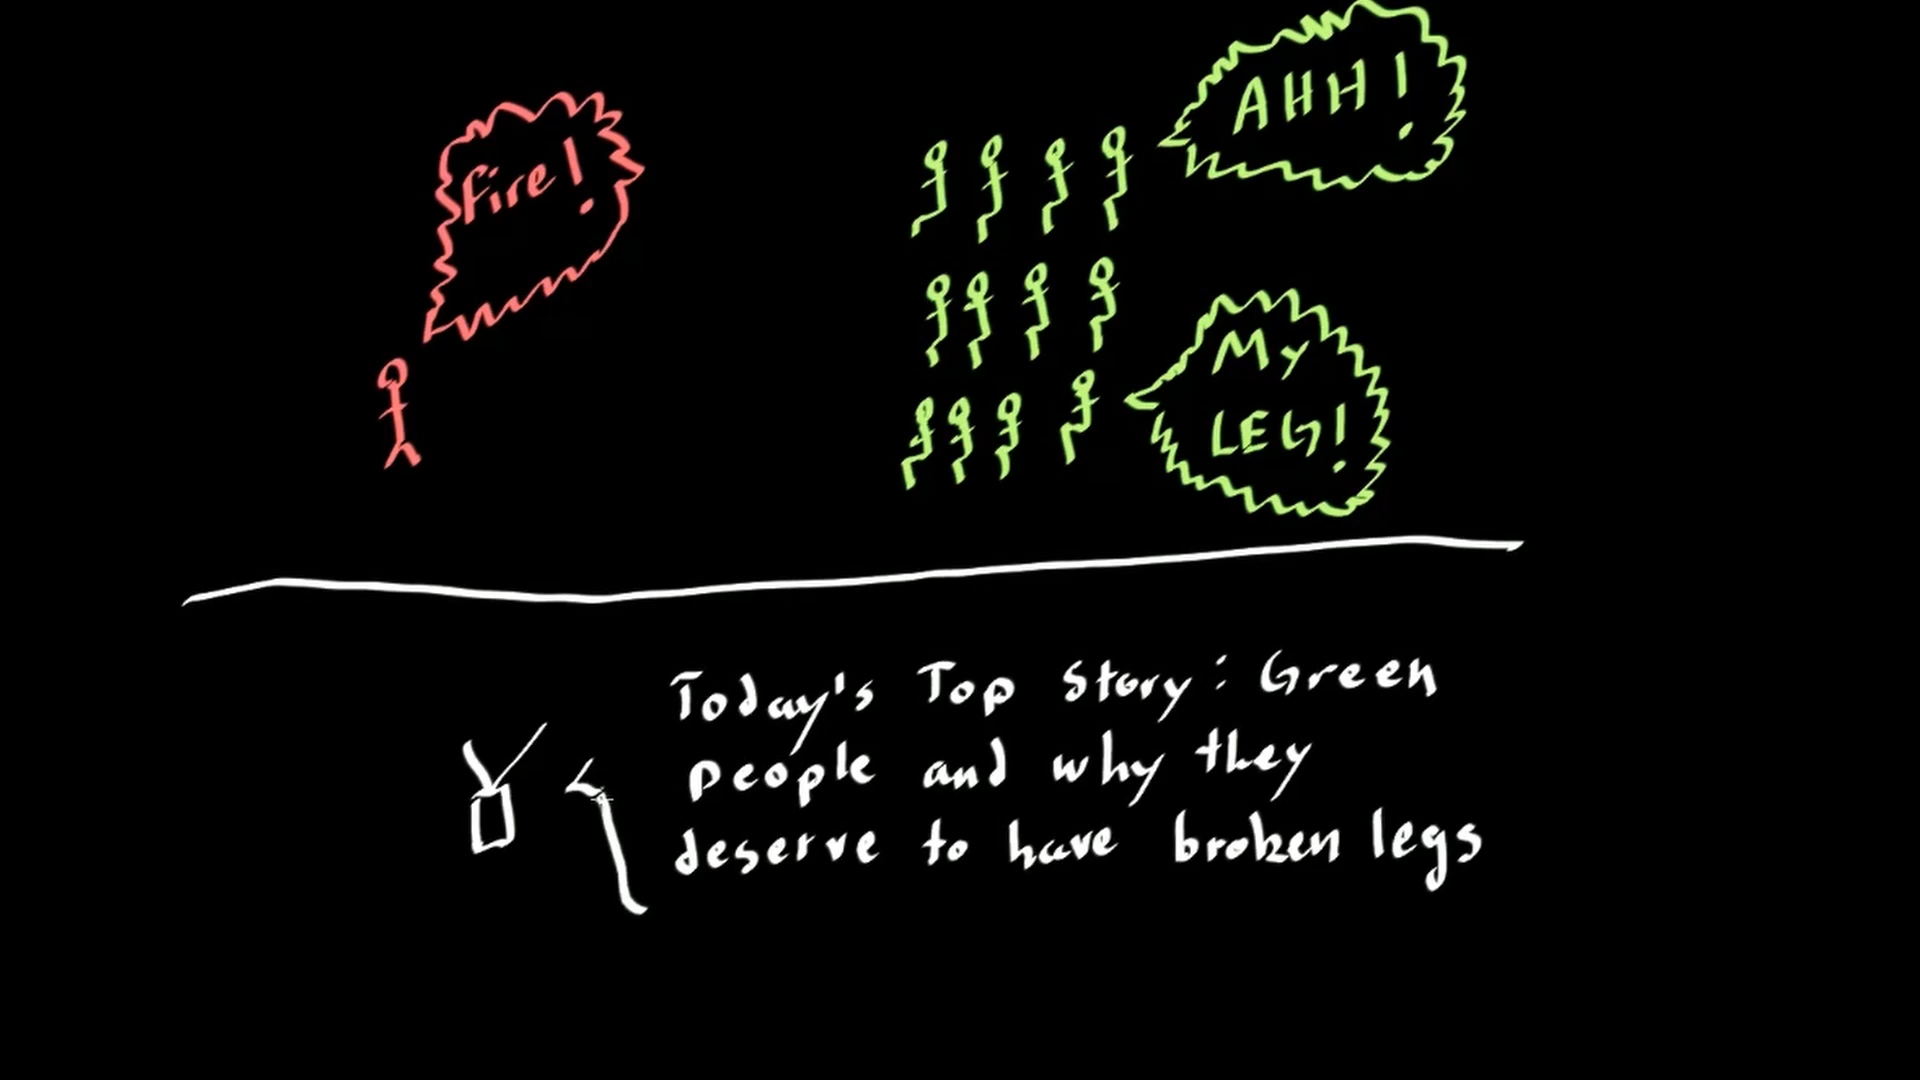 Fire!
AHH!
My
LEG!
Today's Top Story: Green
people and why they
deserve to have broken legs